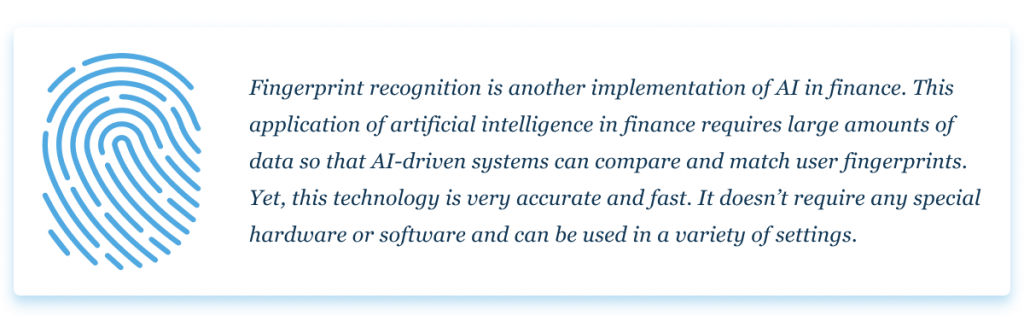 Fingerprint recognition is another implementation of AI in finance. This
application of artificial intelligence in finance requires large amounts of
data so that AI-driven systems can compare and match user fingerprints.
Yet, this technology is very accurate and fast. It doesn’t require any special
hardware or software and can be used in a variety of settings.